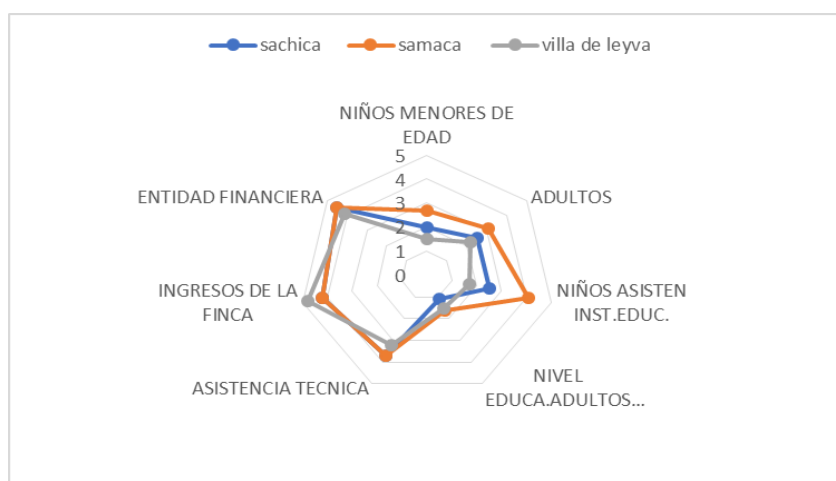 sachica samaca villa de leyva
NIÑOS MENORES DE
EDAD
5
4
3
2
1
0
ADULTOS
NIÑOS ASISTEN
INST.EDUC.
NIVEL
EDUCA.ADULTOS...
ASISTENCIA TECNICA
INGRESOS DE LA
FINCA
ENTIDAD FINANCIERA